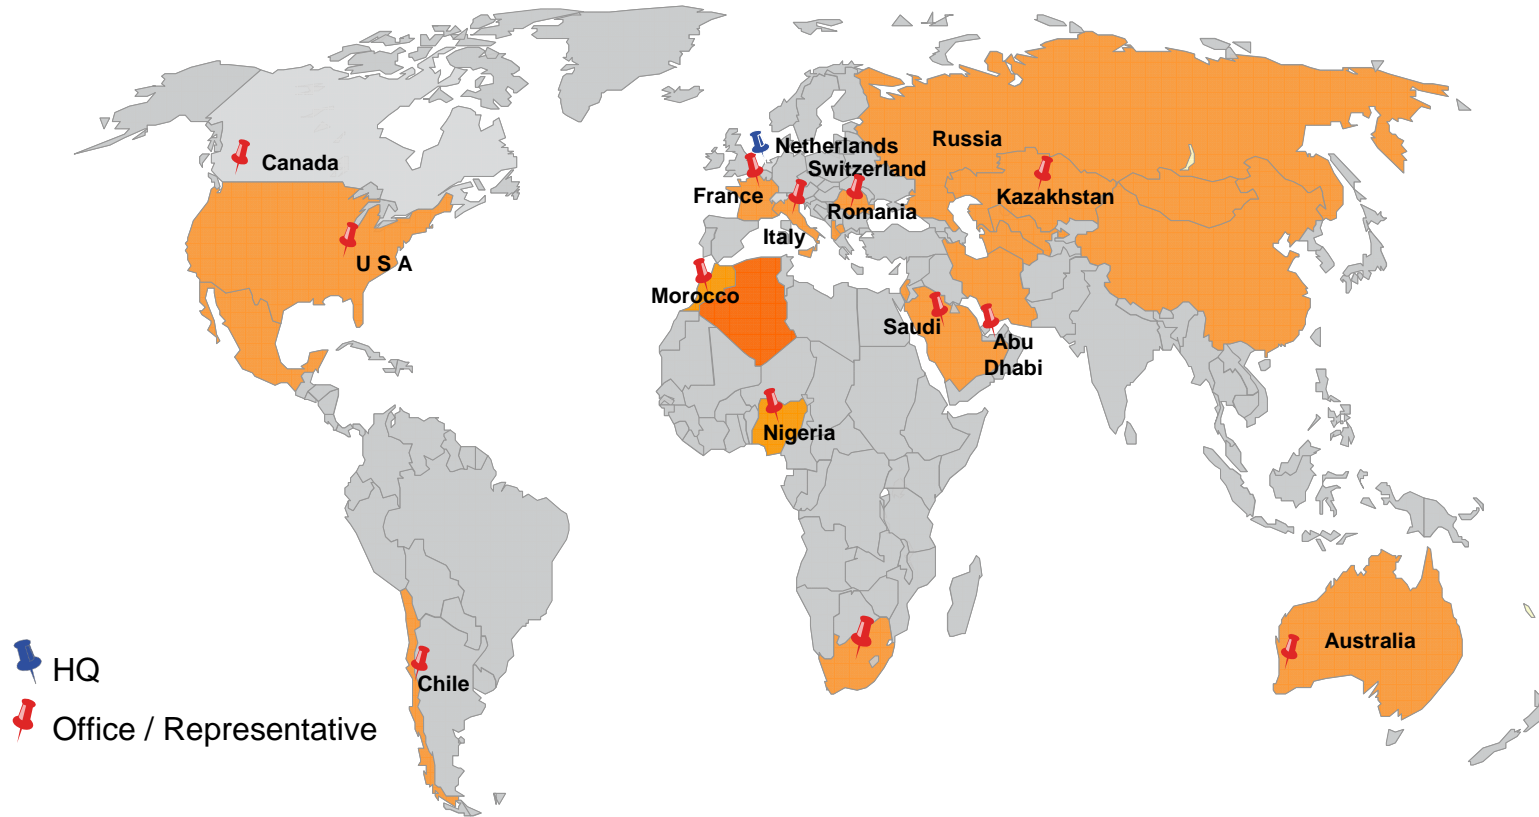 Netherlands
Russia
Canada
Switzerland
France
Kazakhstan
Romania
Italy
U S A
Morocco
Saudi
Abu
Dhabi
Nigeria
Australia
HQ
Chile
Office / Representative